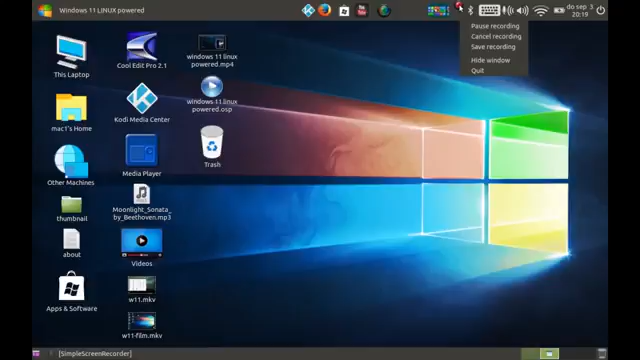 Windows 11 LINUX powered
do sep 3
20:19
Pause recording
Cancel recording
Save recording
Hide window
Quit
This Laptop
Cool Edit Pro 2.1
windows 11 linux
powered.mp4
mac1's Home
Kodi Media Center
windows 11 linux
powered.osp
Other Machines
Media Player
Trash
thumbnail
Moonlight_Sonata_
by_Beethoven.mp3
about
Videos
Apps & Software
w11.mkv
w11-film.mkv
[SimpleScreenRecorder]